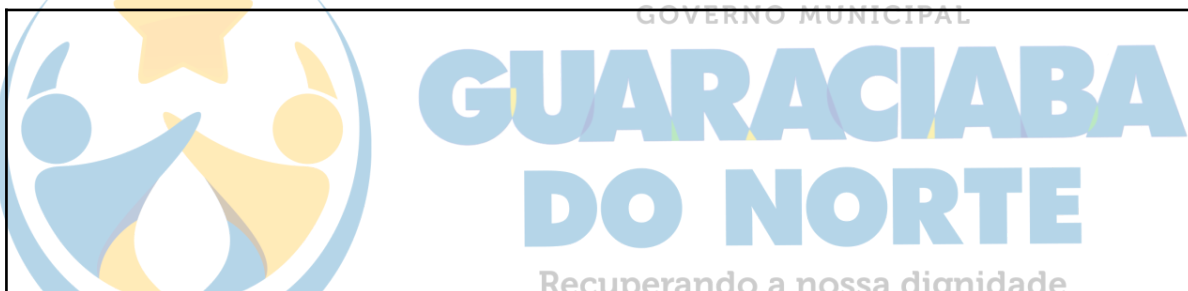 GOVERNO MUNICIPAL
GUARACIABA
DO NORTE
Recuperando a nossa dignidade